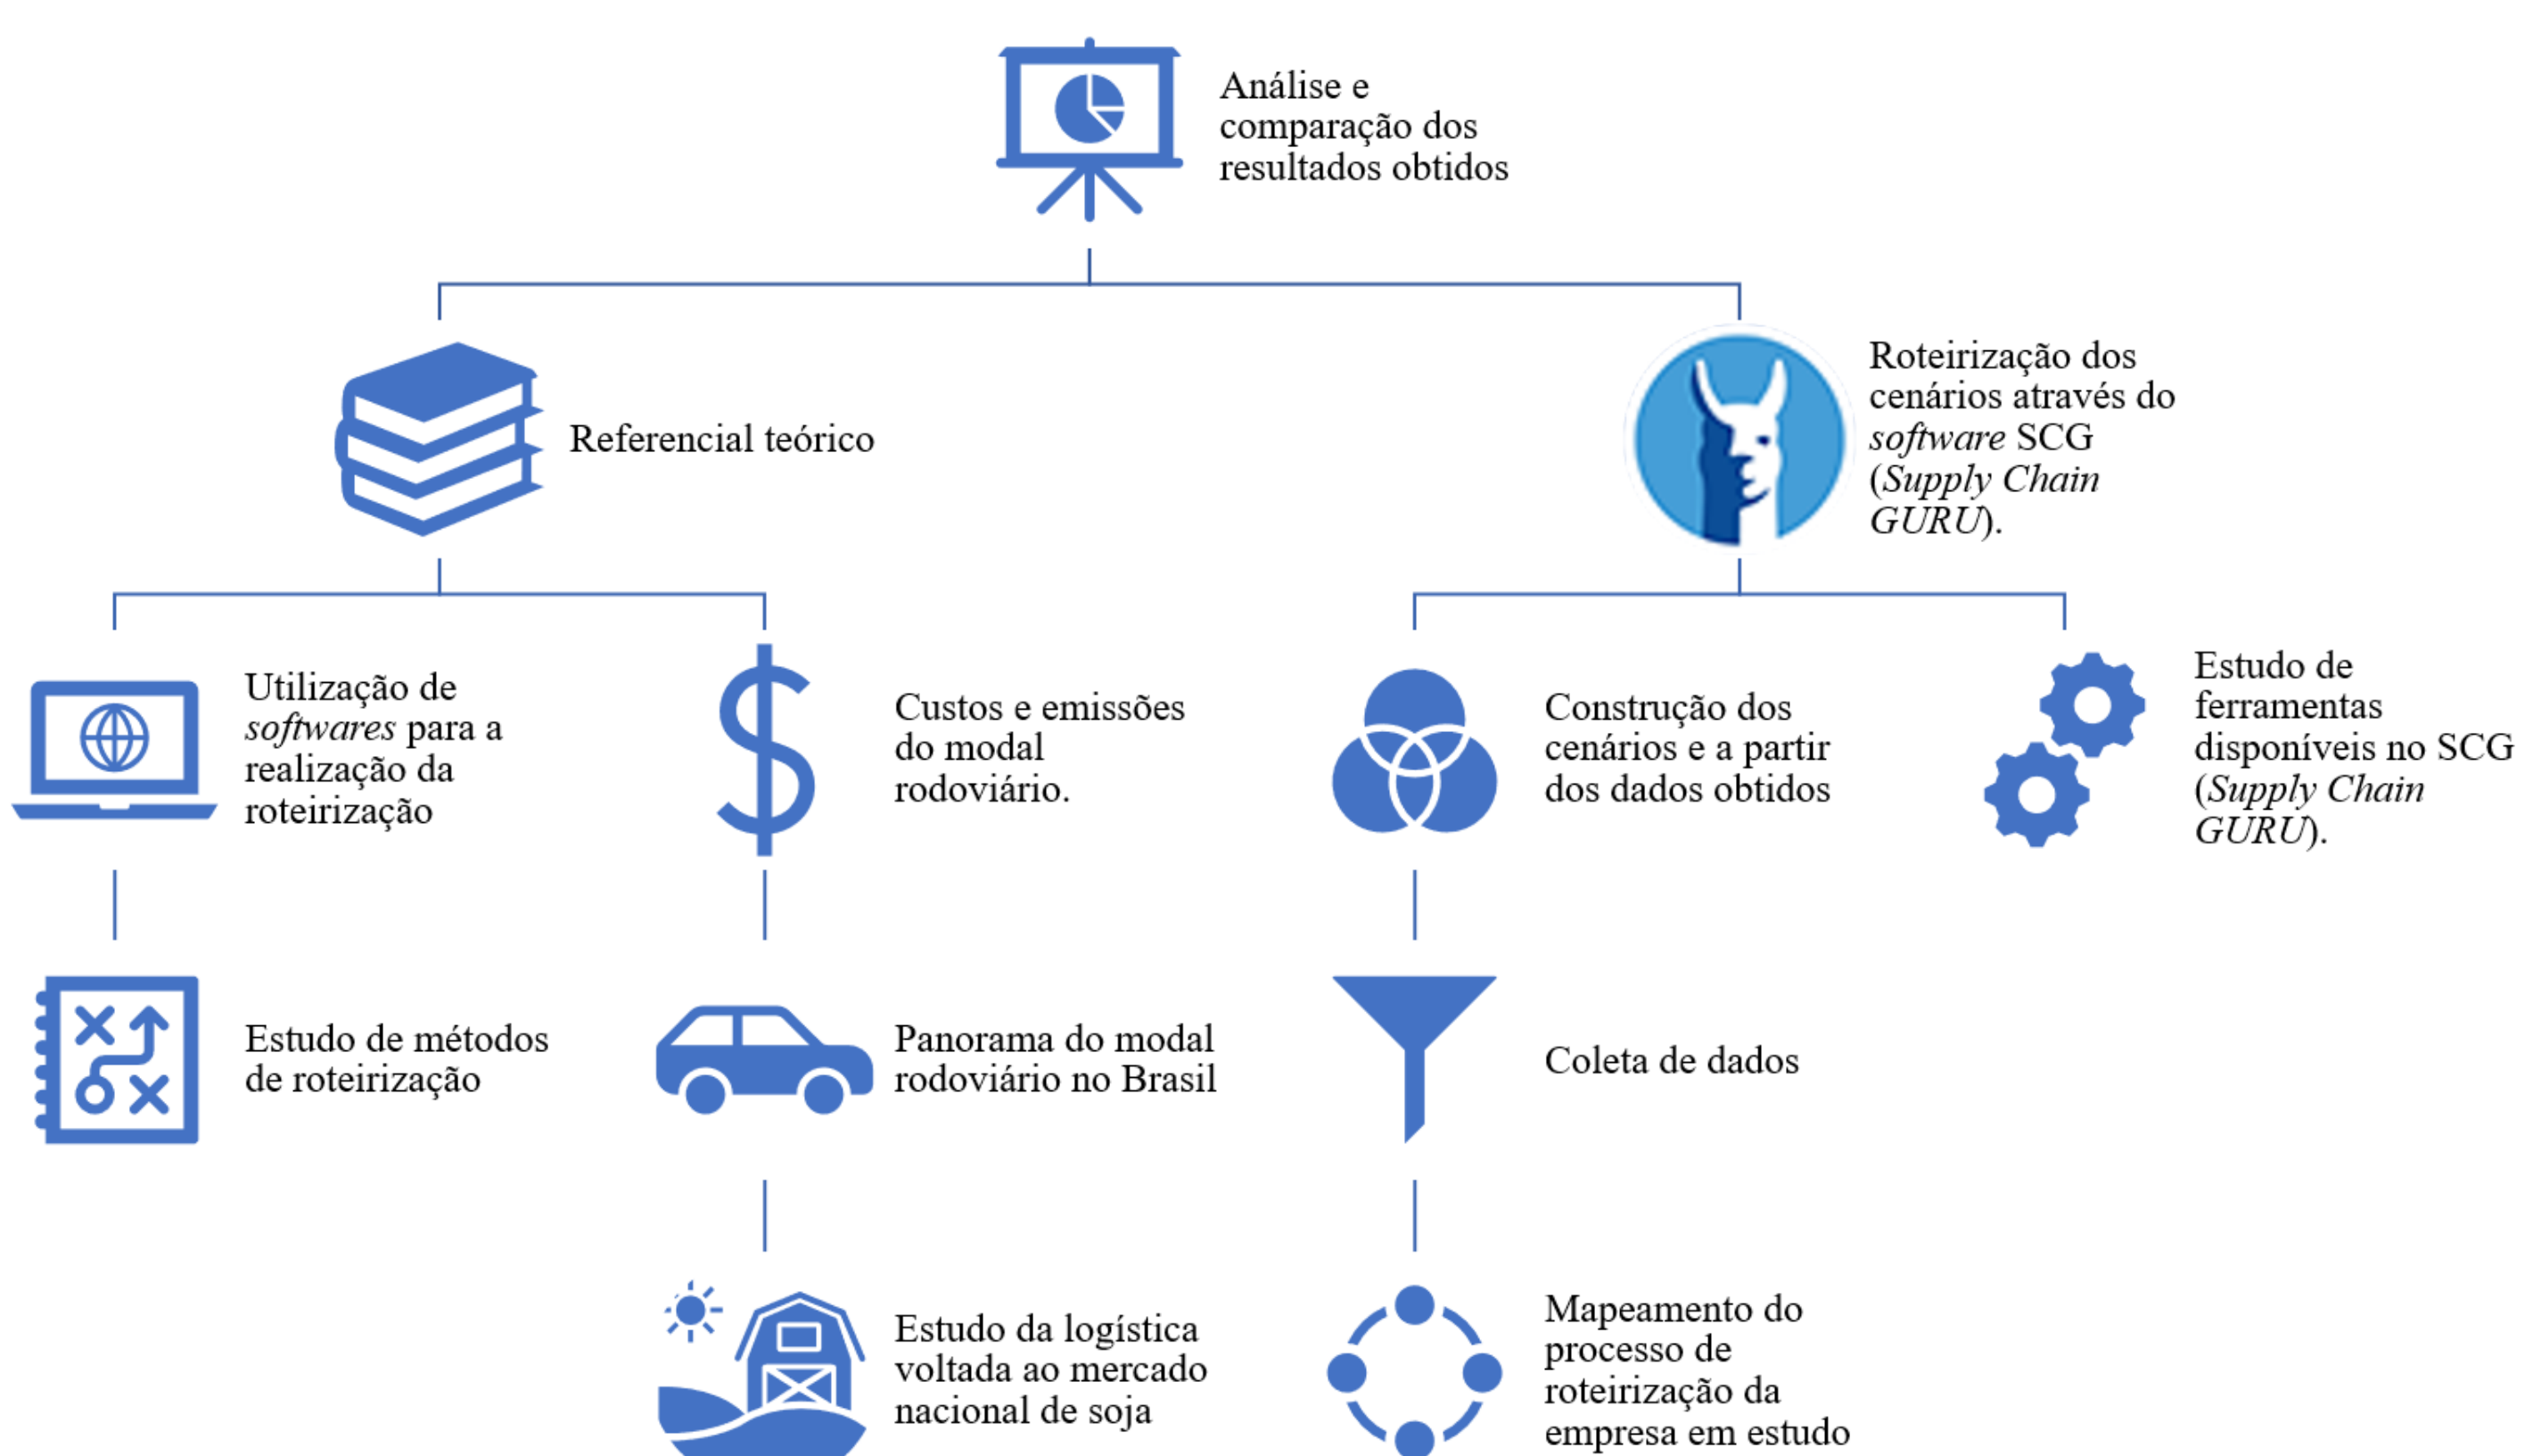 Análise e
comparação dos
resultados obtidos
Referencial teórico
Roteirização dos
cenários através do
software SCG
(Supply Chain
GURU).
Utilização de
softwares para a
realização da
roteirização
Custos e emissões
do modal
rodoviário.
Construção dos
cenários e a partir
dos dados obtidos
Estudo de
ferramentas
disponíveis no SCG
(Supply Chain
GURU).
Estudo de métodos
de roteirização
Panorama do modal
rodoviário no Brasil
Coleta de dados
Estudo da logística
voltada ao mercado
nacional de soja
Mapeamento do
processo de
roteirização da
empresa em estudo